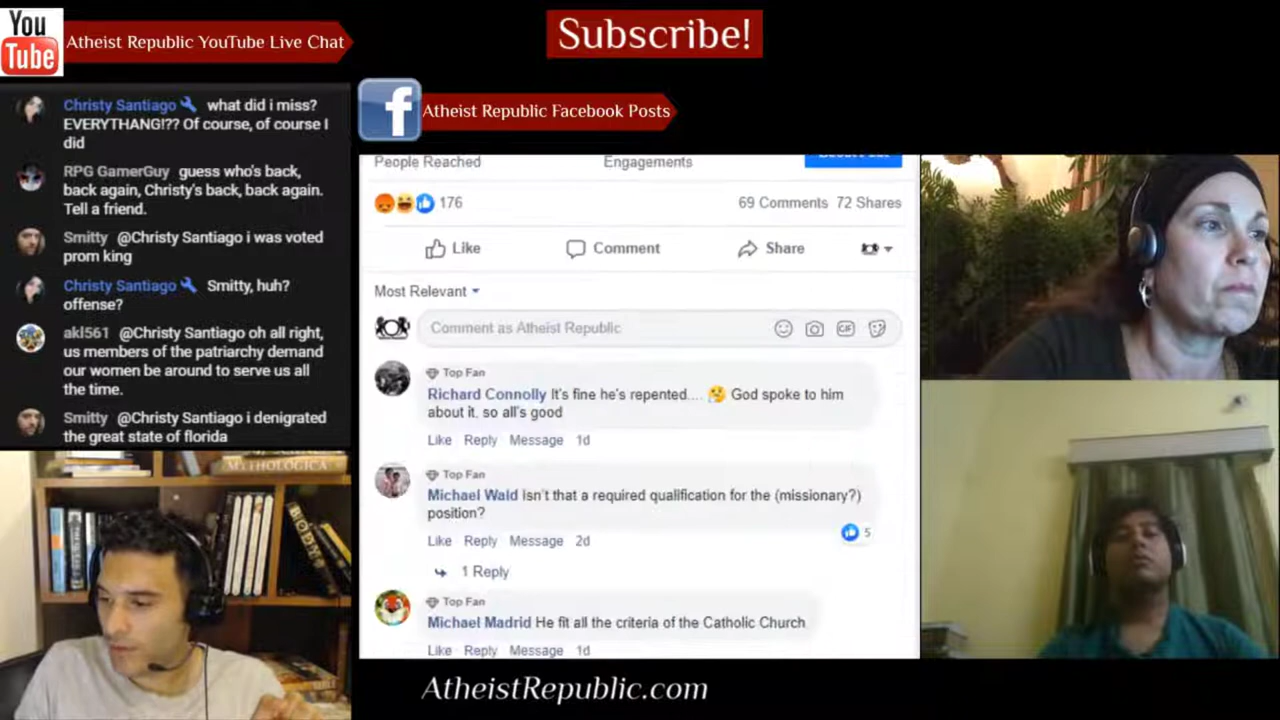 You
Tube
Atheist Republic YouTube Live Chat
Subscribe!
Christy Santiago what did i miss?
EVERYTHANG!?? Of course, of course I
did
RPG GamerGuy guess who's back,
back again, Christy's back, back again.
Tell a friend.
Smitty @Christy Santiago i was voted
prom king
Christy Santiago Smitty, huh?
offense?
akl561 @Christy Santiago oh all right,
us members of the patriarchy demand
our women be around to serve us all
the time.
Smitty @Christy Santiago i denigrated
the great state of florida
f
Atheist Republic Facebook Posts
People Reached
Engagements
176
69 Comments 72 Shares
Like
Comment
Share
Most Relevant
Comment as Atheist Republic
GIF
Top Fan
Richard Connolly It's fine he's repented.... God spoke to him
about it, so all's good
Like Reply Message 1d
Top Fan
Michael Wald Isn't that a required qualification for the (missionary?)
position?
5
Like Reply Message 2d
1 Reply
Top Fan
Michael Madrid He fit all the criteria of the Catholic Church
Like Reply Message 1d
MYTHOLOGICA
AtheistRepublic.com